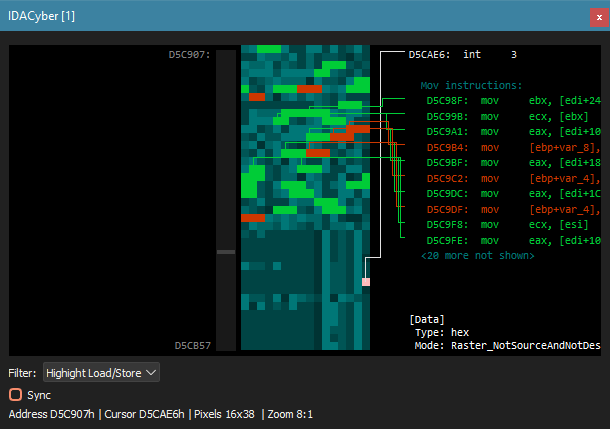 IDACyber [1]
x
D5C907:
D5CAE6: int 3
Mov instructions:
D5C98F: mov ebx, [edi+24
D5C99B: mov ecx, [ebx]
D5C9A1: mov eax, [edi+10
D5C9B4: mov [ebp+var_8],
D5C9BF: mov eax, [edi+18
D5C9C2: mov [ebp+var_4],
D5C9DC: mov eax, [edi+1C
D5C9DF: mov [ebp+var_4],
D5C9F8: mov ecx, [esi]
D5C9FE: mov eax, [edi+10
<20 more not shown>
[Data]
Type: hex
Mode: Raster_NotSourceAndNotDes
D5CB57
Filter: Highight Load/Store
Sync
Address D5C907h | Cursor D5CAE6h | Pixels 16x38 | Zoom 8:1